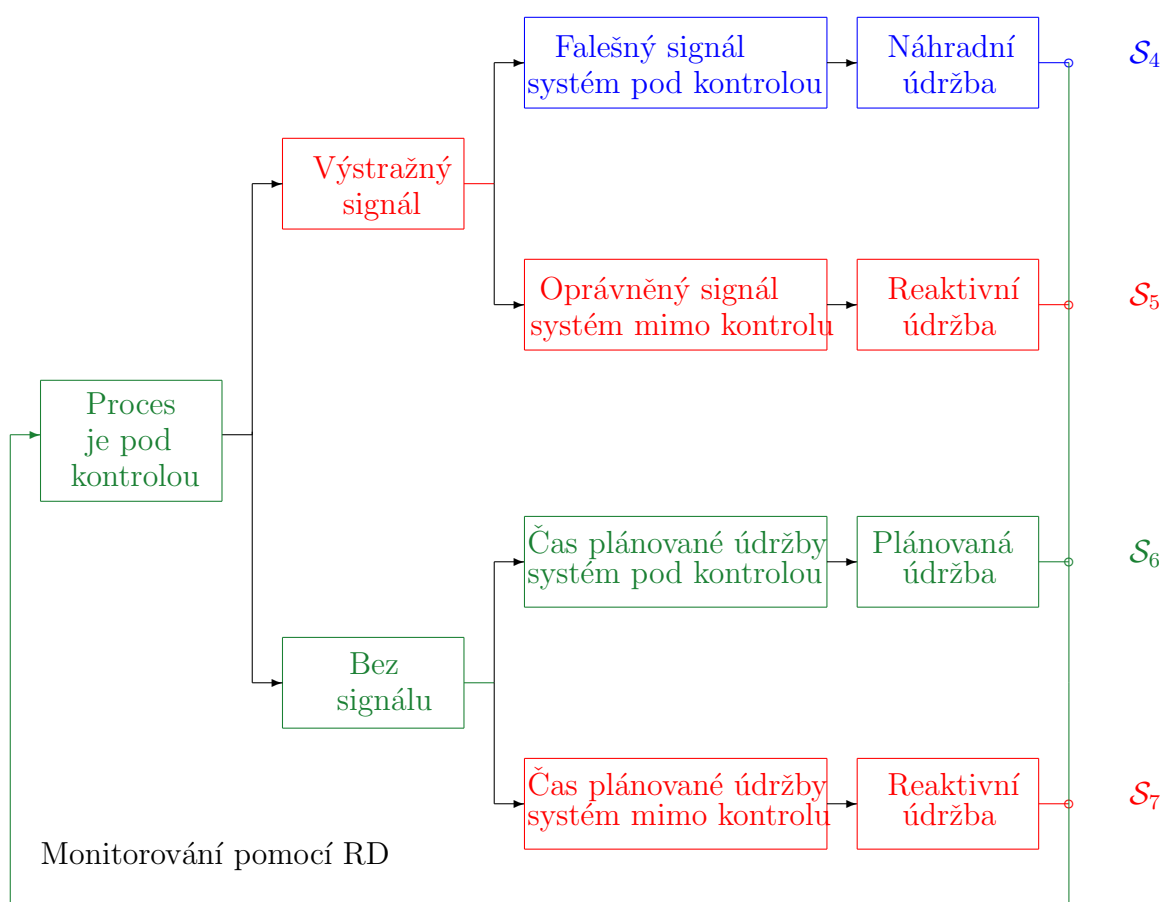 Falešný signál
systém pod kontrolou
Náhradní
údržba
𝒮4
Výstražný
signál
Oprávněný signál
systém mimo kontrolu
Reaktivní
údržba
𝒮5
Proces
je pod
kontrolou
Čas plánované údržby
systém pod kontrolou
Plánovaná
údržba
𝒮6
Bez
signálu
Čas plánované údržby
systém mimo kontrolu
Reaktivní
údržba
𝒮7
Monitorování pomocí RD